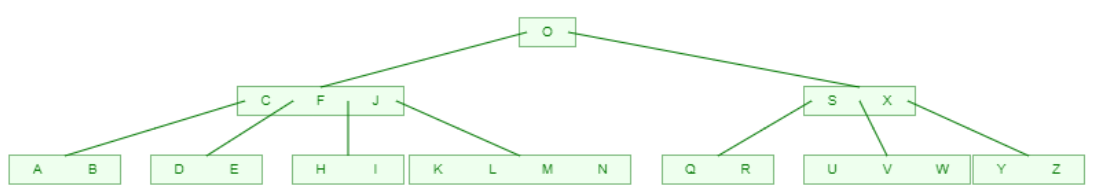 O
C F J S X
A B D E H I K L M N Q R U V W Y Z